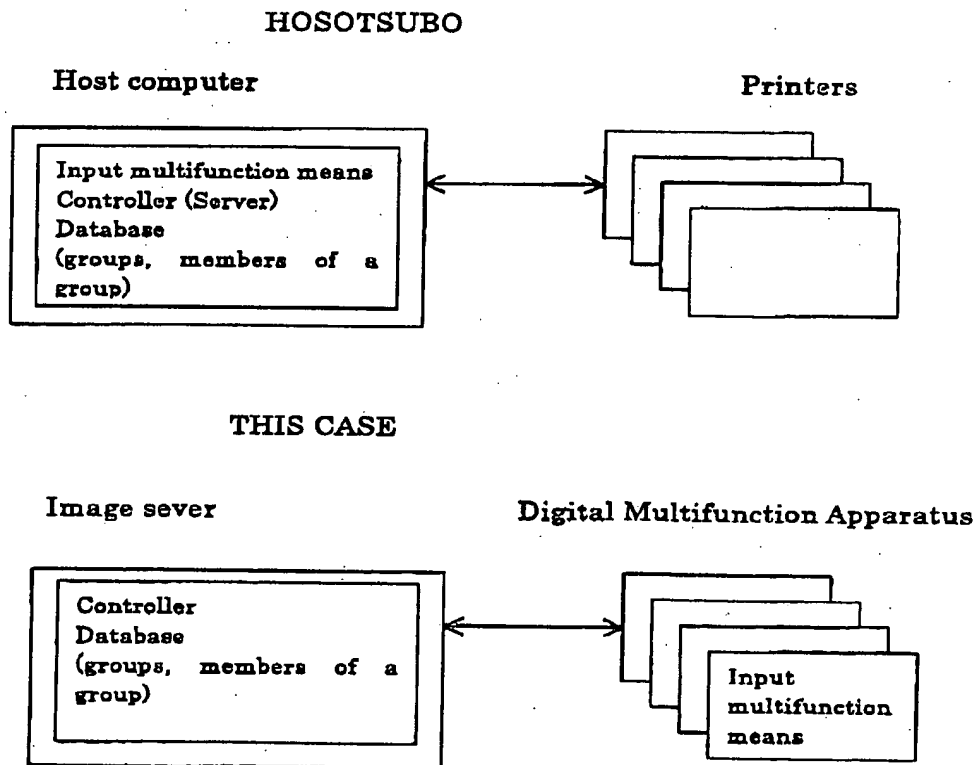 HOSOTSUBO
Host computer
Printers
Input multifunction means
Controller (Server)
Database
(groups, members of a
group)
THIS CASE
Image sever
Digital Multifunction Apparatus
Controller
Database
(groups, members of a
group)
Input
multifunction
means